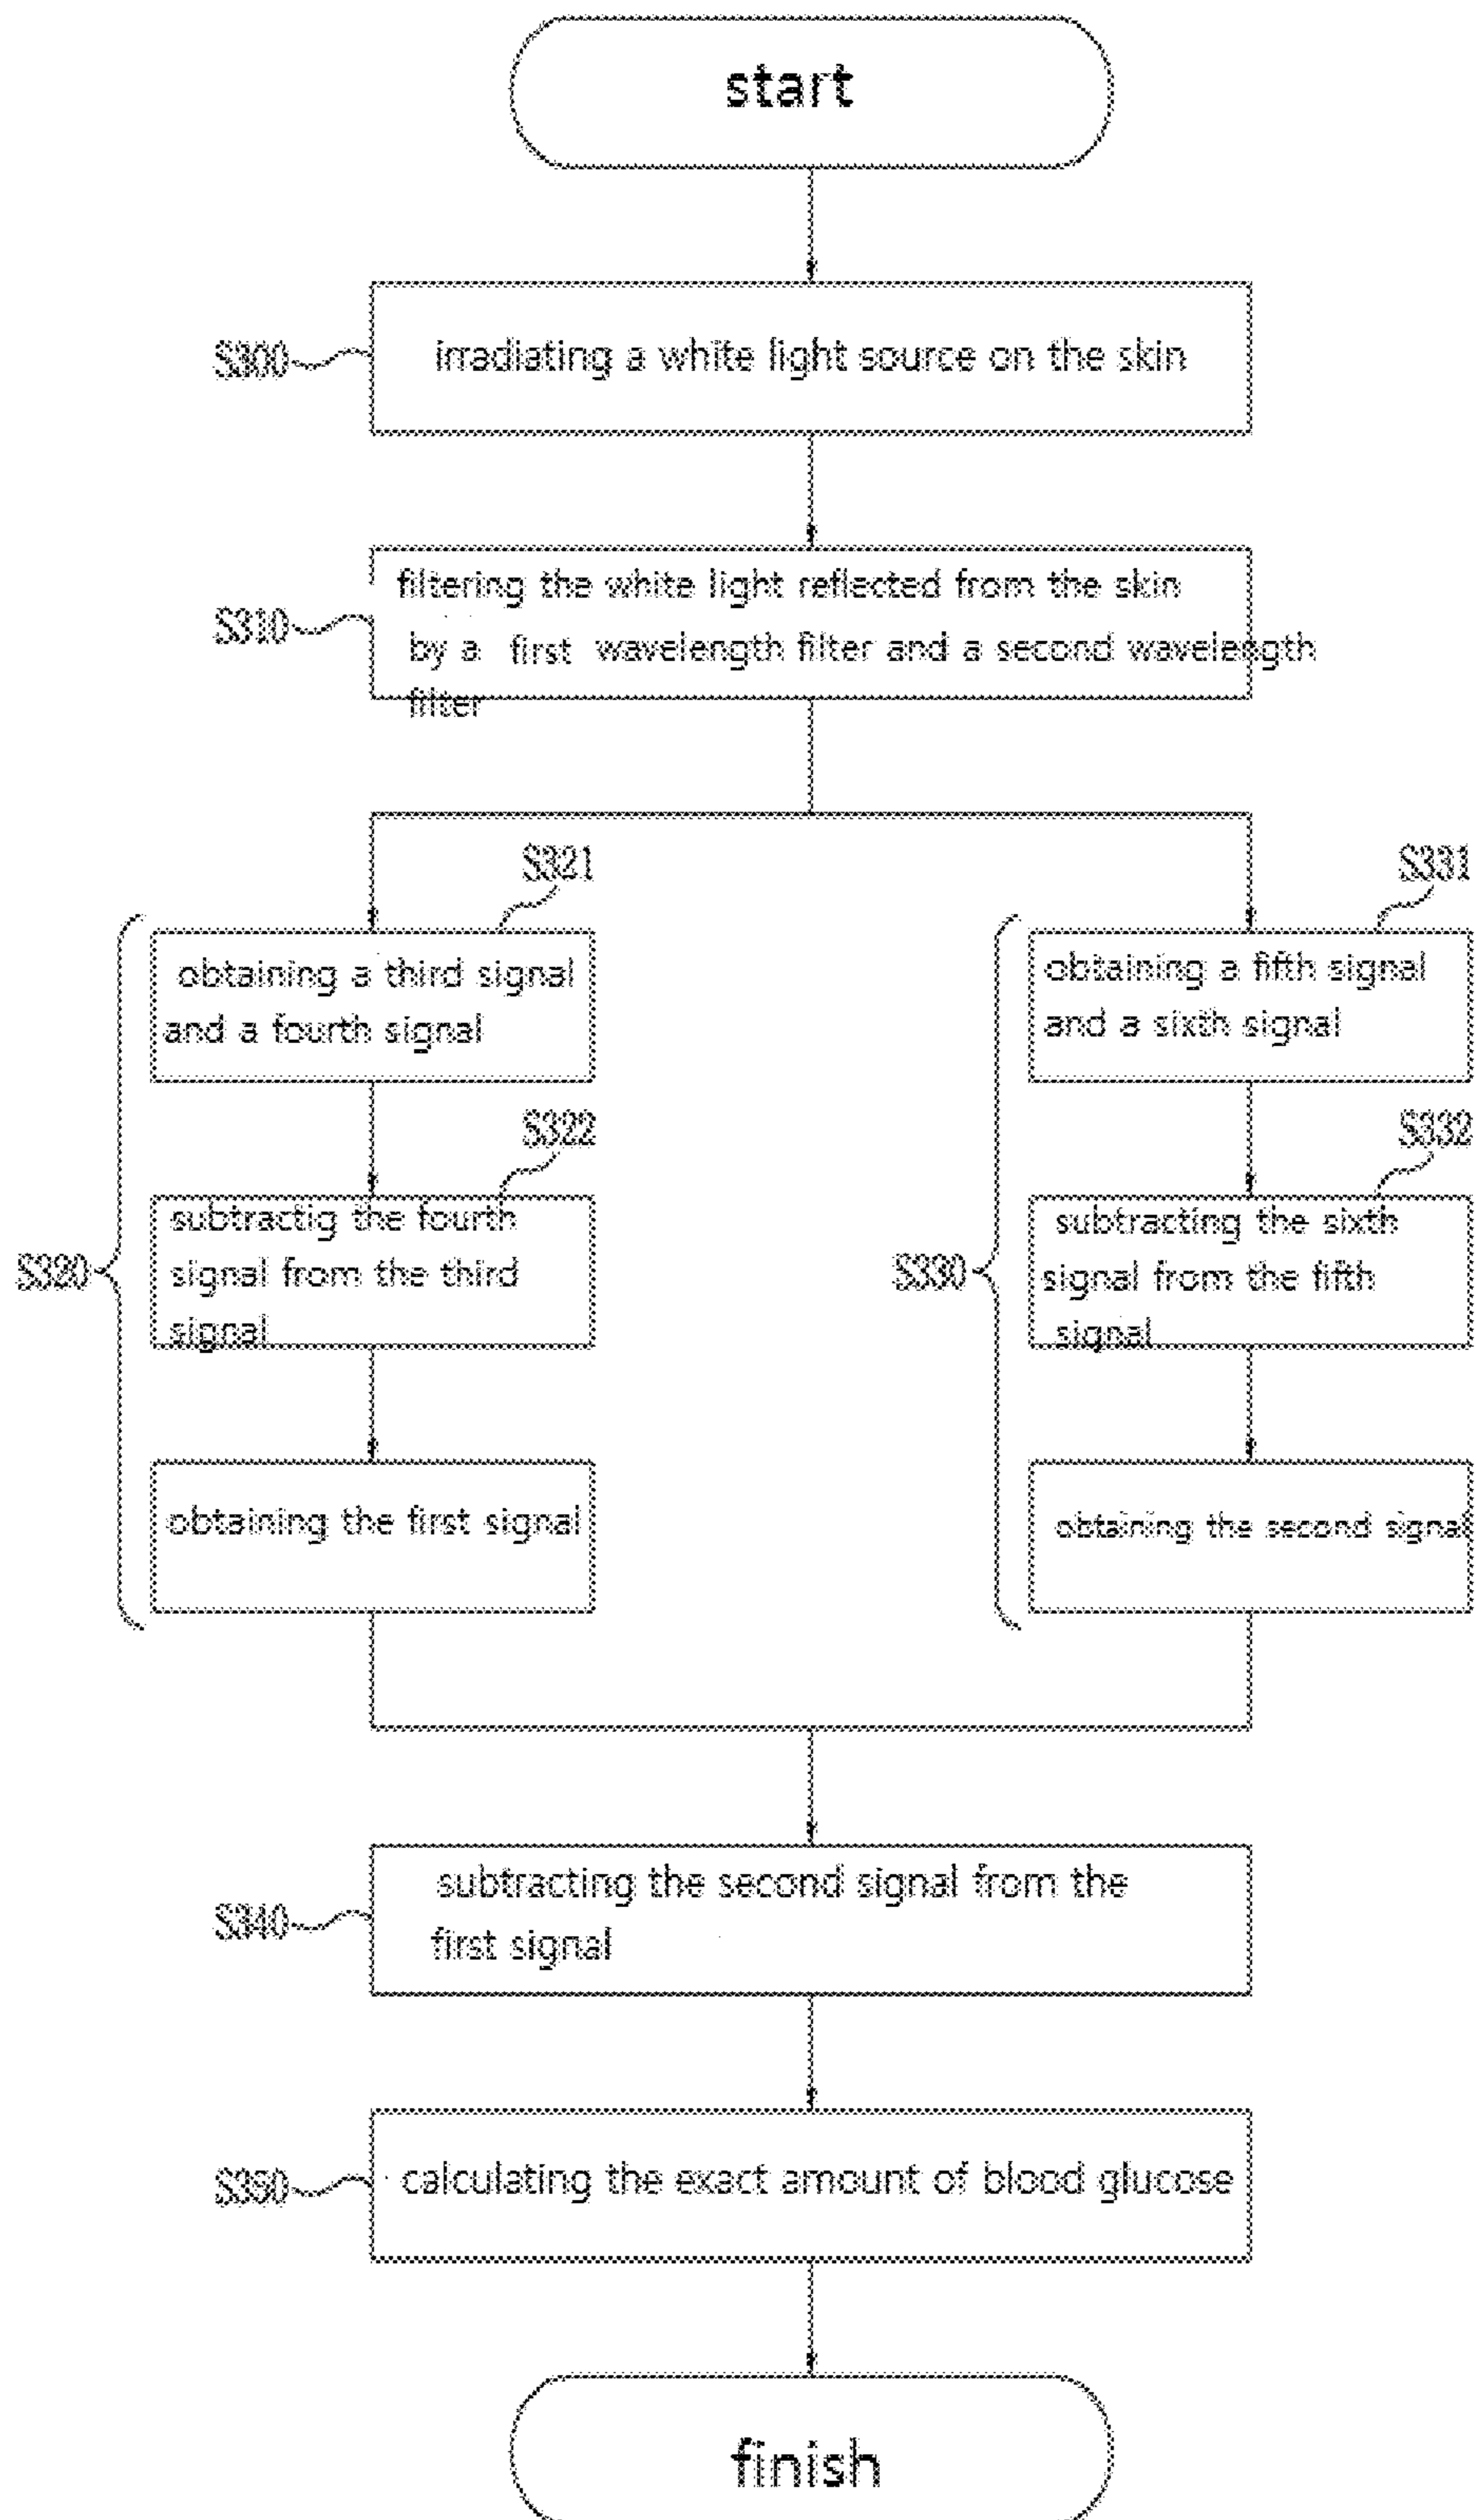 start
S300
irradiating a white light source on the skin
S310
filtering the white light reflected from the skin
by a first wavelength filter and a second wavelength
filter
S321
obtaining a third signal
and a fourth signal
S322
subtractig the fourth
signal from the third
signal
S320
obtaining the first signal
S331
obtaining a fifth signal
and a sixth signal
S332
subtracting the sixth
signal from the fifth
signal
S330
obtaining the second signal
S340
subtracting the second signal from the
first signal
S350
calculating the exact amount of blood glucose
finish